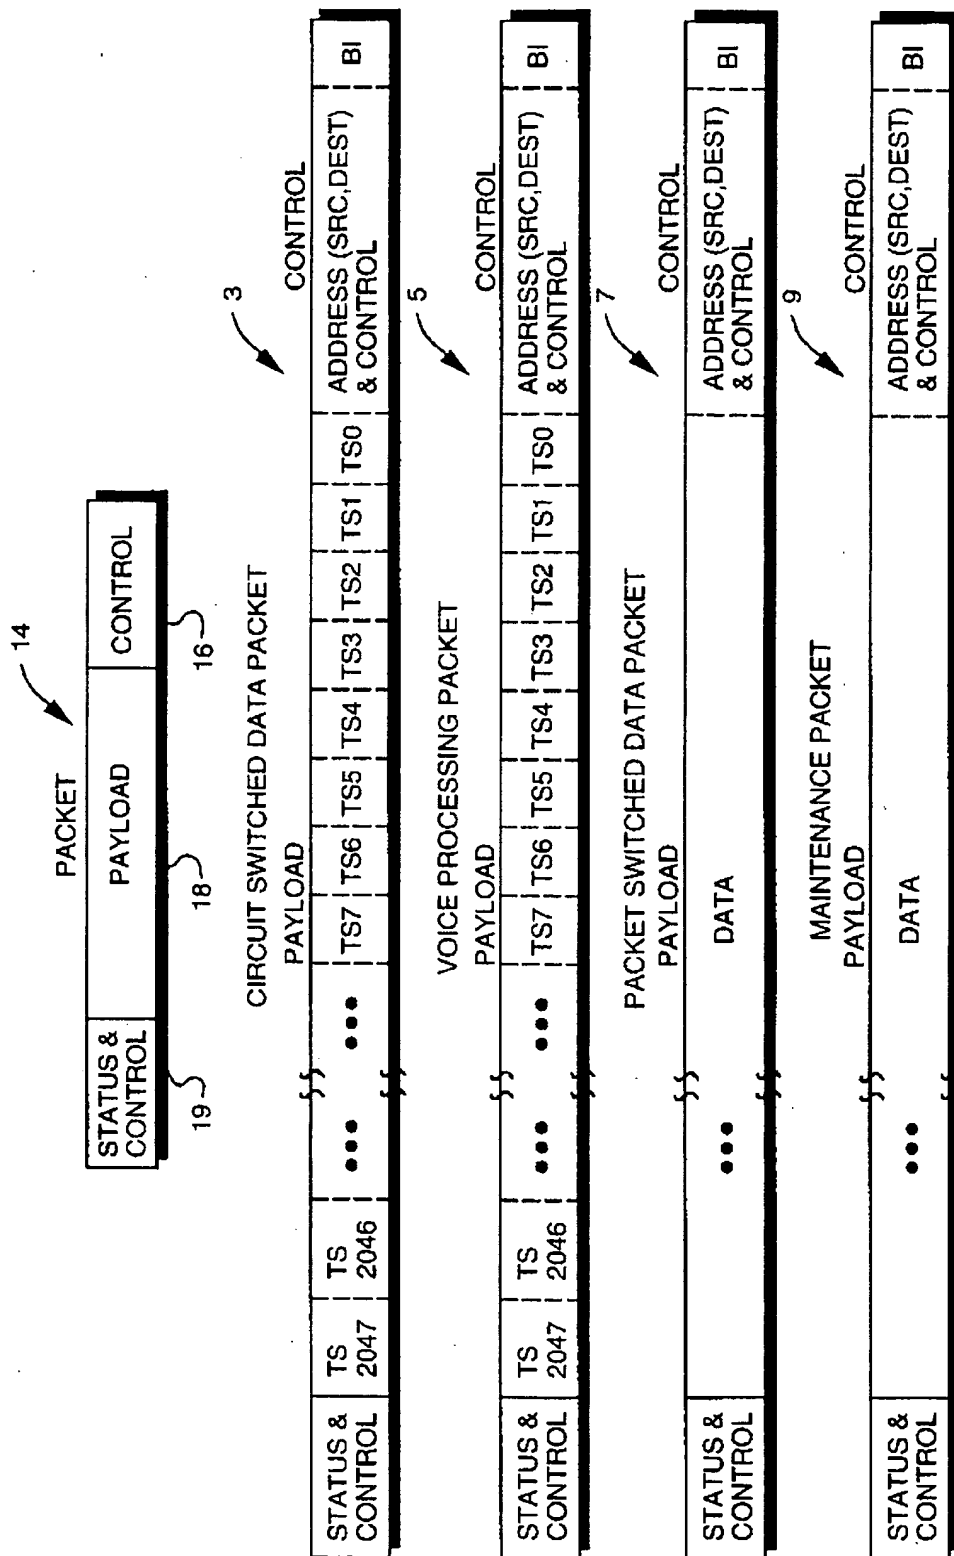 14
PACKET
STATUS &
CONTROL
PAYLOAD
CONTROL
19
18
16
CIRCUIT SWITCHED DATA PACKET
3
PAYLOAD
CONTROL
STATUS &
CONTROL
TS
2047
TS
2046
•••
•••
TS7
TS6
TS5
TS4
TS3
TS2
TS1
TS0
ADDRESS (SRC,DEST)
& CONTROL
BI
VOICE PROCESSING PACKET
5
PAYLOAD
CONTROL
STATUS &
CONTROL
TS
2047
TS
2046
•••
•••
TS7
TS6
TS5
TS4
TS3
TS2
TS1
TS0
ADDRESS (SRC,DEST)
& CONTROL
BI
PACKET SWITCHED DATA PACKET
7
PAYLOAD
CONTROL
STATUS &
CONTROL
•••
DATA
ADDRESS (SRC,DEST)
& CONTROL
BI
MAINTENANCE PACKET
9
PAYLOAD
CONTROL
STATUS &
CONTROL
•••
DATA
ADDRESS (SRC,DEST)
& CONTROL
BI